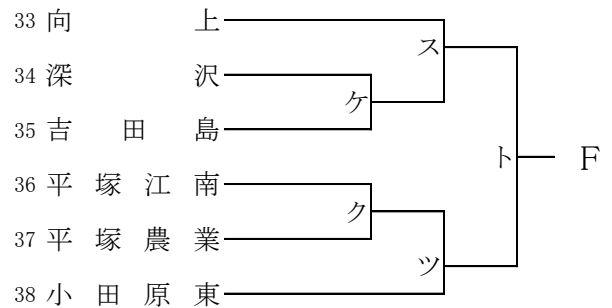 33 向上
ス
34 深沢
ケ
35 吉田島
ト F
36 平塚江南
ク
37 平塚農業
ツ
38 小田原東